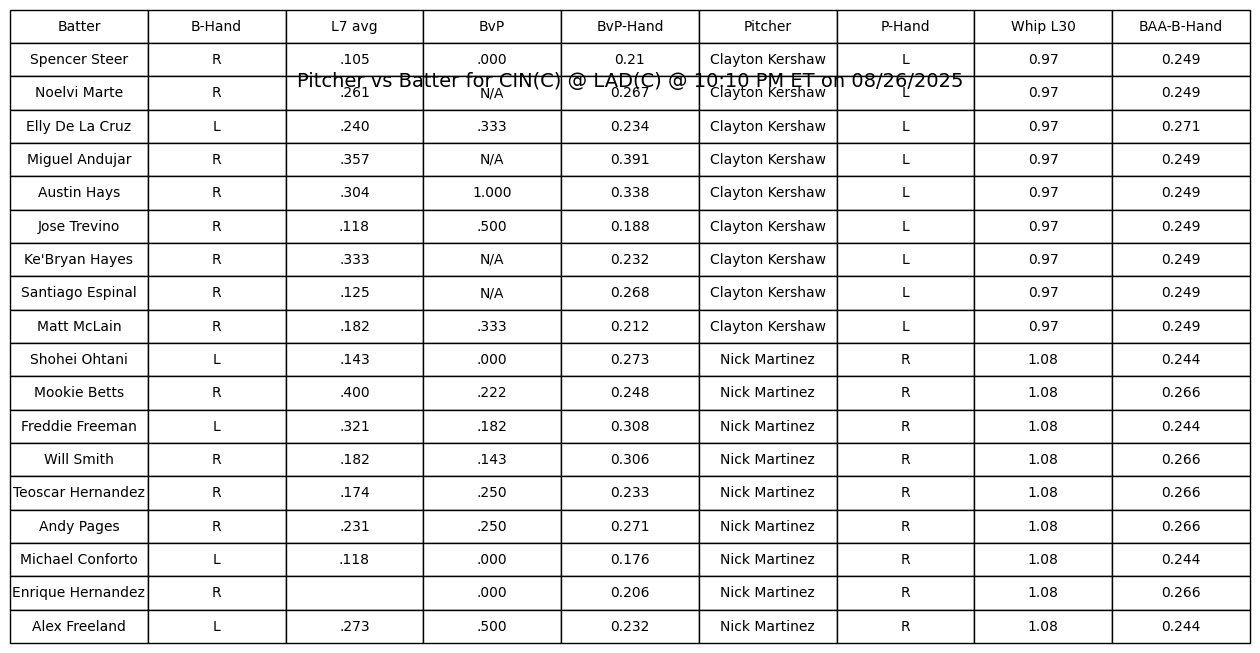 Batter B-Hand L7 avg BvP BvP-Hand Pitcher P-Hand Whip L30 BAA-B-Hand
Spencer Steer R .105 .000 0.21 Clayton Kershaw L 0.97 0.249
Pitcher vs Batter for CIN(C) @ LAD(C) @ 10:10 PM ET on 08/26/2025
Noelvi Marte R .261 N/A 0.267 Clayton Kershaw L 0.97 0.249
Elly De La Cruz L .240 .333 0.234 Clayton Kershaw L 0.97 0.271
Miguel Andujar R .357 N/A 0.391 Clayton Kershaw L 0.97 0.249
Austin Hays R .304 1.000 0.338 Clayton Kershaw L 0.97 0.249
Jose Trevino R .118 .500 0.188 Clayton Kershaw L 0.97 0.249
Ke'Bryan Hayes R .333 N/A 0.232 Clayton Kershaw L 0.97 0.249
Santiago Espinal R .125 N/A 0.268 Clayton Kershaw L 0.97 0.249
Matt McLain R .182 .333 0.212 Clayton Kershaw L 0.97 0.249
Shohei Ohtani L .143 .000 0.273 Nick Martinez R 1.08 0.244
Mookie Betts R .400 .222 0.248 Nick Martinez R 1.08 0.266
Freddie Freeman L .321 .182 0.308 Nick Martinez R 1.08 0.244
Will Smith R .182 .143 0.306 Nick Martinez R 1.08 0.266
Teoscar Hernandez R .174 .250 0.233 Nick Martinez R 1.08 0.266
Andy Pages R .231 .250 0.271 Nick Martinez R 1.08 0.266
Michael Conforto L .118 .000 0.176 Nick Martinez R 1.08 0.244
Enrique Hernandez R .000 0.206 Nick Martinez R 1.08 0.266
Alex Freeland L .273 .500 0.232 Nick Martinez R 1.08 0.244